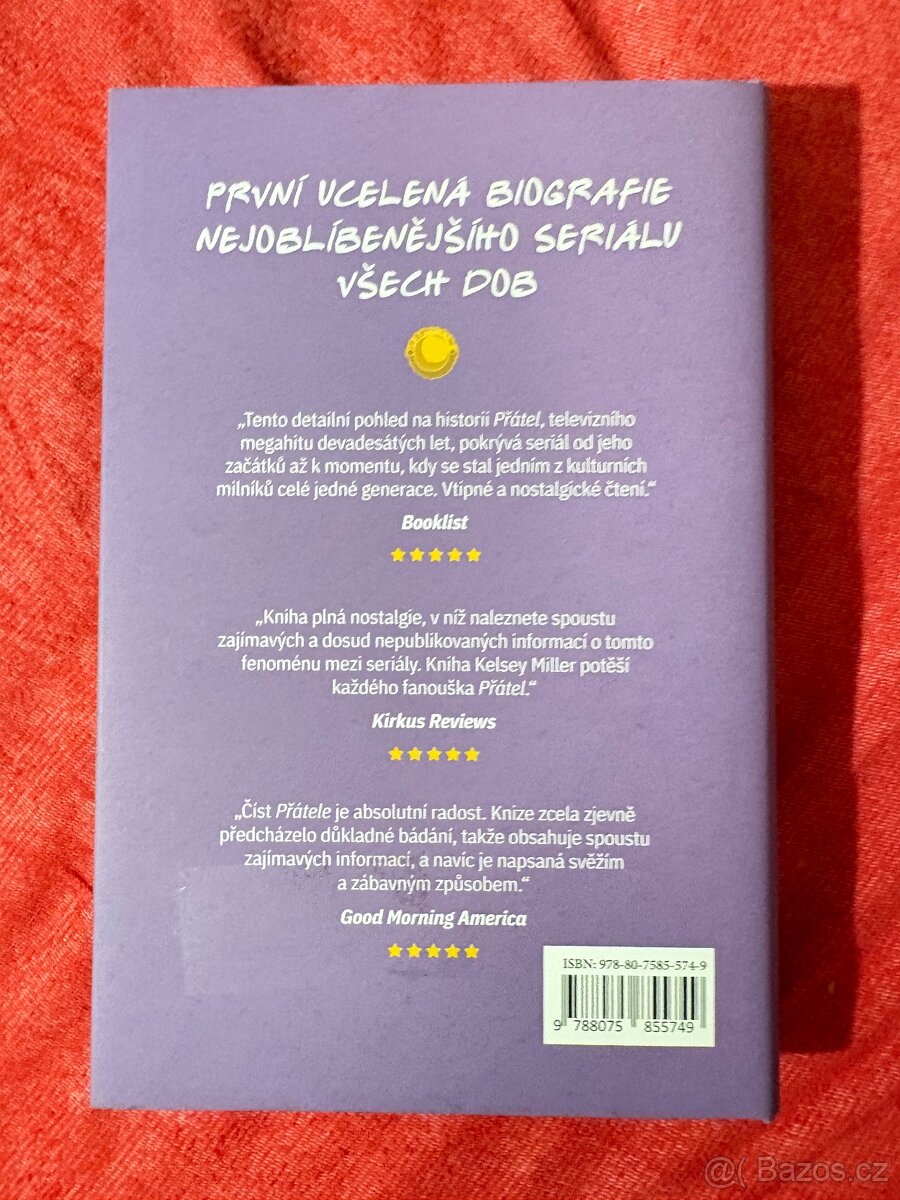 PRVNÍ UCELENÁ BIOGRAFIE
NEJOBLÍBENĚJŠÍHO SERIÁLU
VŠECH DOB
„Tento detailní pohled na historii Přátel, televizního
megahitu devadesátých let, pokrývá seriál od jeho
začátků až k momentu, kdy se stal jedním z kulturních
milníků celé jedné generace. Vtipné a nostalgické čtení.“
Booklist
„Kniha plná nostalgie, v níž naleznete spoustu
zajímavých a dosud nepublikovaných informací o tomto
fenoménu mezi seriály. Kniha Kelsey Miller potěší
každého fanouška Přátel.“
Kirkus Reviews
„Číst Přátele je absolutní radost. Knize zcela zjevně
předcházelo důkladné bádání, takže obsahuje spoustu
zajímavých informací, a navíc je napsaná svěžím
a zábavným způsobem.“
Good Morning America
ISBN: 978-80-7585-574-9
9 788075 855749
@( Bazos.cz